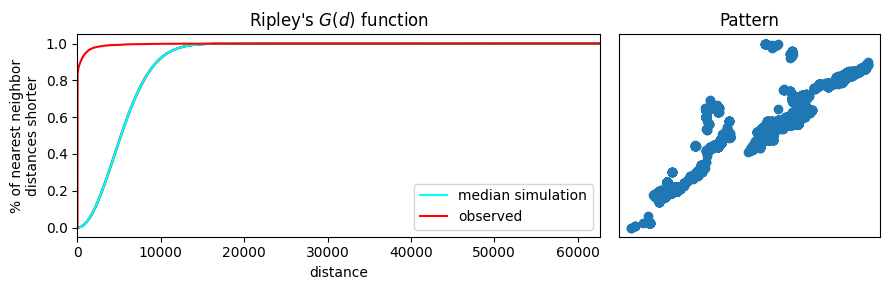 Ripley's G(d) function
Pattern
% of nearest neighbor
distances shorter
1.0
0.8
0.6
0.4
0.2
0.0
median simulation
observed
0
10000
20000
30000
40000
50000
60000
distance